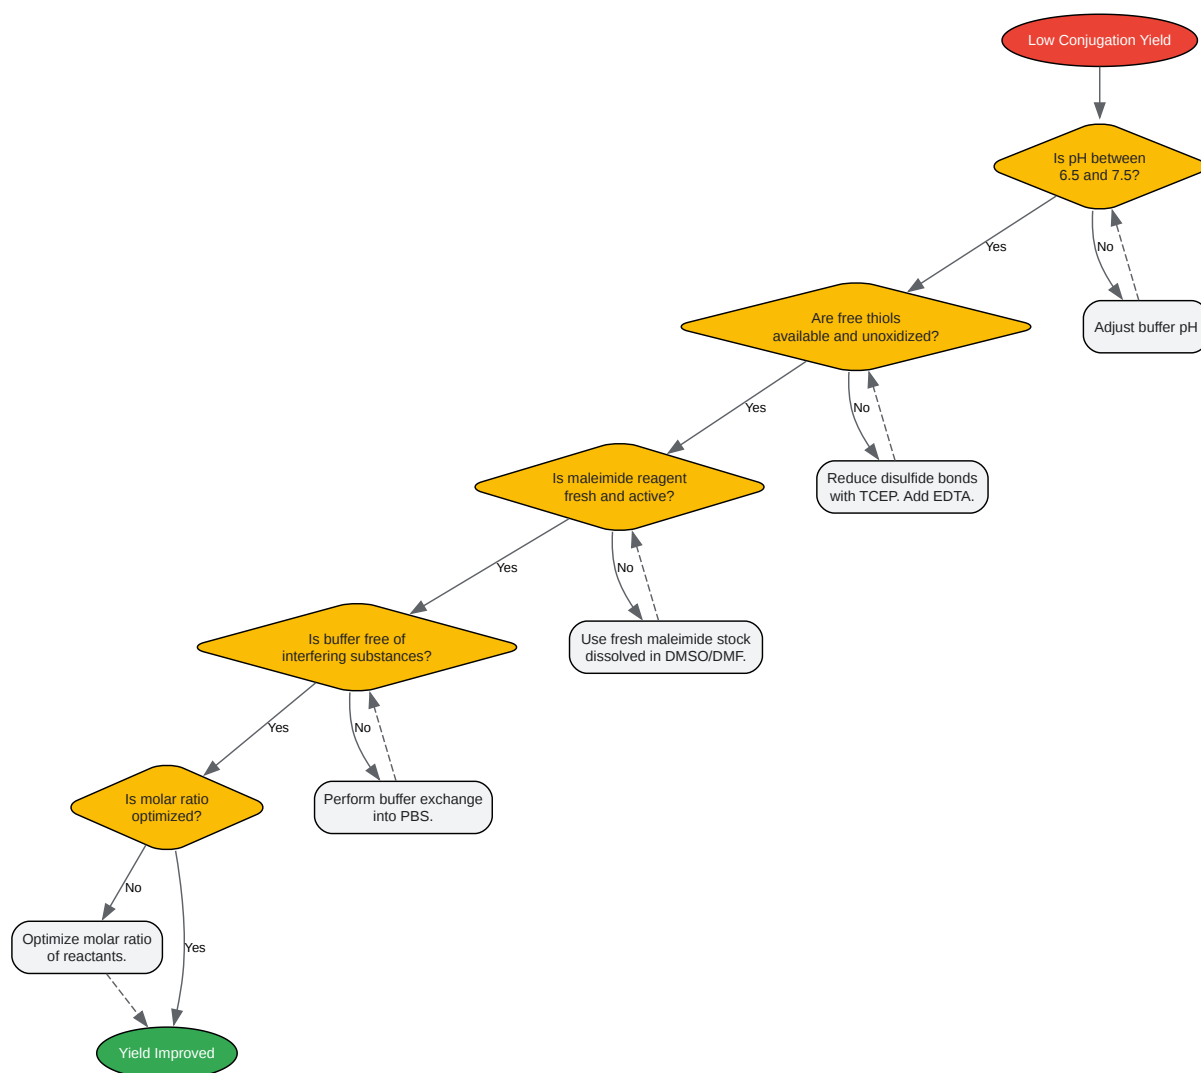 Low Conjugation Yield
Is pH between
6.5 and 7.5?
Yes
No
Adjust buffer pH
Are free thiols
available and unoxidized?
Yes
No
Reduce disulfide bonds
with TCEP. Add EDTA.
Is maleimide reagent
fresh and active?
Yes
No
Use fresh maleimide stock
dissolved in DMSO/DMF.
Is buffer free of
interfering substances?
Yes
No
Perform buffer exchange
into PBS.
Is molar ratio
optimized?
No
Yes
Optimize molar ratio
of reactants.
Yield Improved